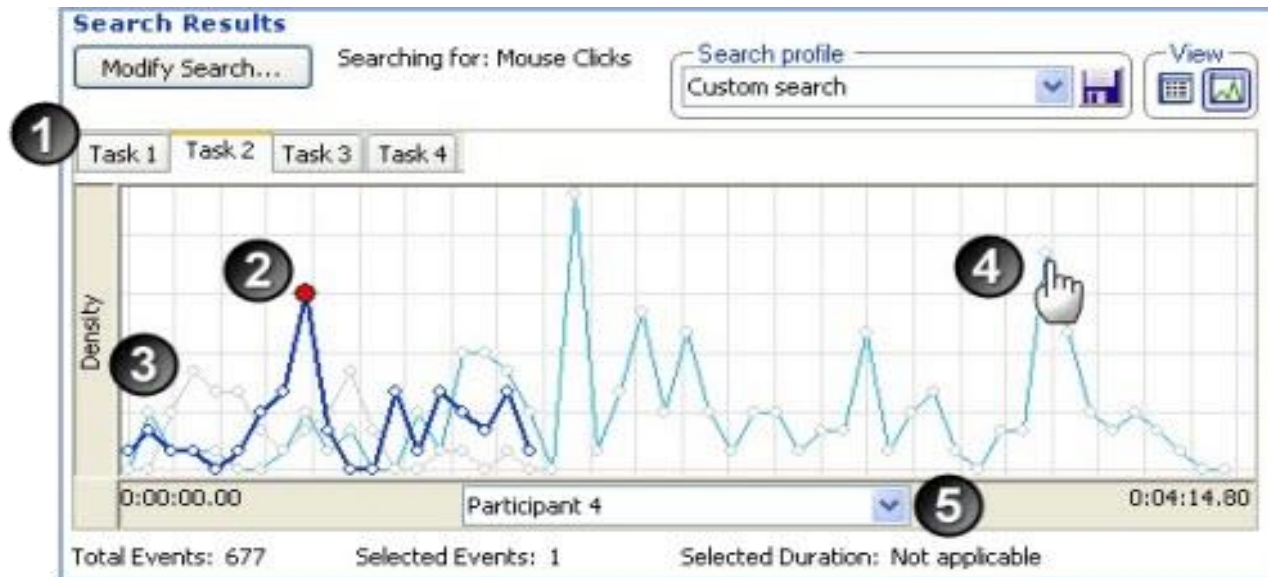 Search Results
Modify Search...
Searching for: Mouse Clicks
Search profile
Custom search
View
1
Task 1
Task 2
Task 3
Task 4
2
4
Density
3
0:00:00.00
Participant 4
5
0:04:14.80
Total Events: 677
Selected Events: 1
Selected Duration: Not applicable